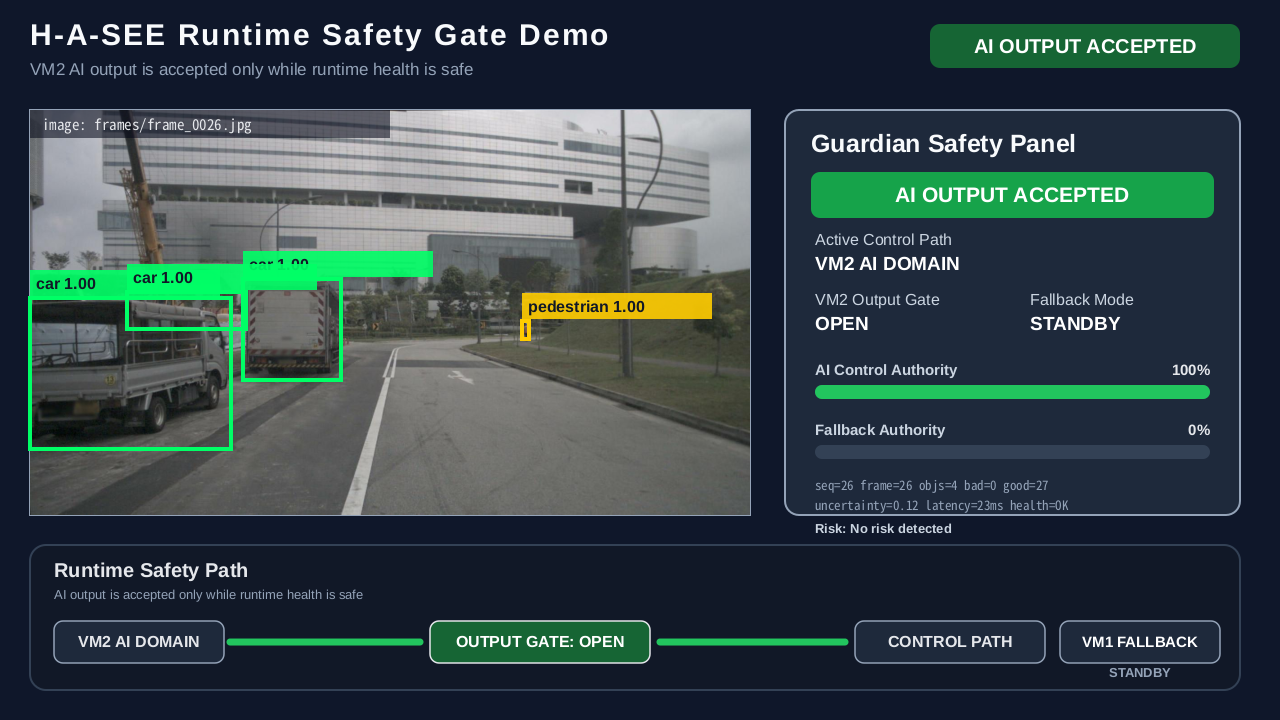 H-A-SEE Runtime Safety Gate Demo
VM2 AI output is accepted only while runtime health is safe
AI OUTPUT ACCEPTED
image: frames/frame_0026.jpg
car 1.00
car 1.00
car 1.00
pedestrian 1.00
Guardian Safety Panel
AI OUTPUT ACCEPTED
Active Control Path
VM2 AI DOMAIN
VM2 Output Gate
OPEN
Fallback Mode
STANDBY
AI Control Authority 100%
Fallback Authority 0%
seq=26 frame=26 objs=4 bad=0 good=27
uncertainty=0.12 latency=23ms health=OK
Risk: No risk detected
Runtime Safety Path
AI output is accepted only while runtime health is safe
VM2 AI DOMAIN
OUTPUT GATE: OPEN
CONTROL PATH
VM1 FALLBACK
STANDBY